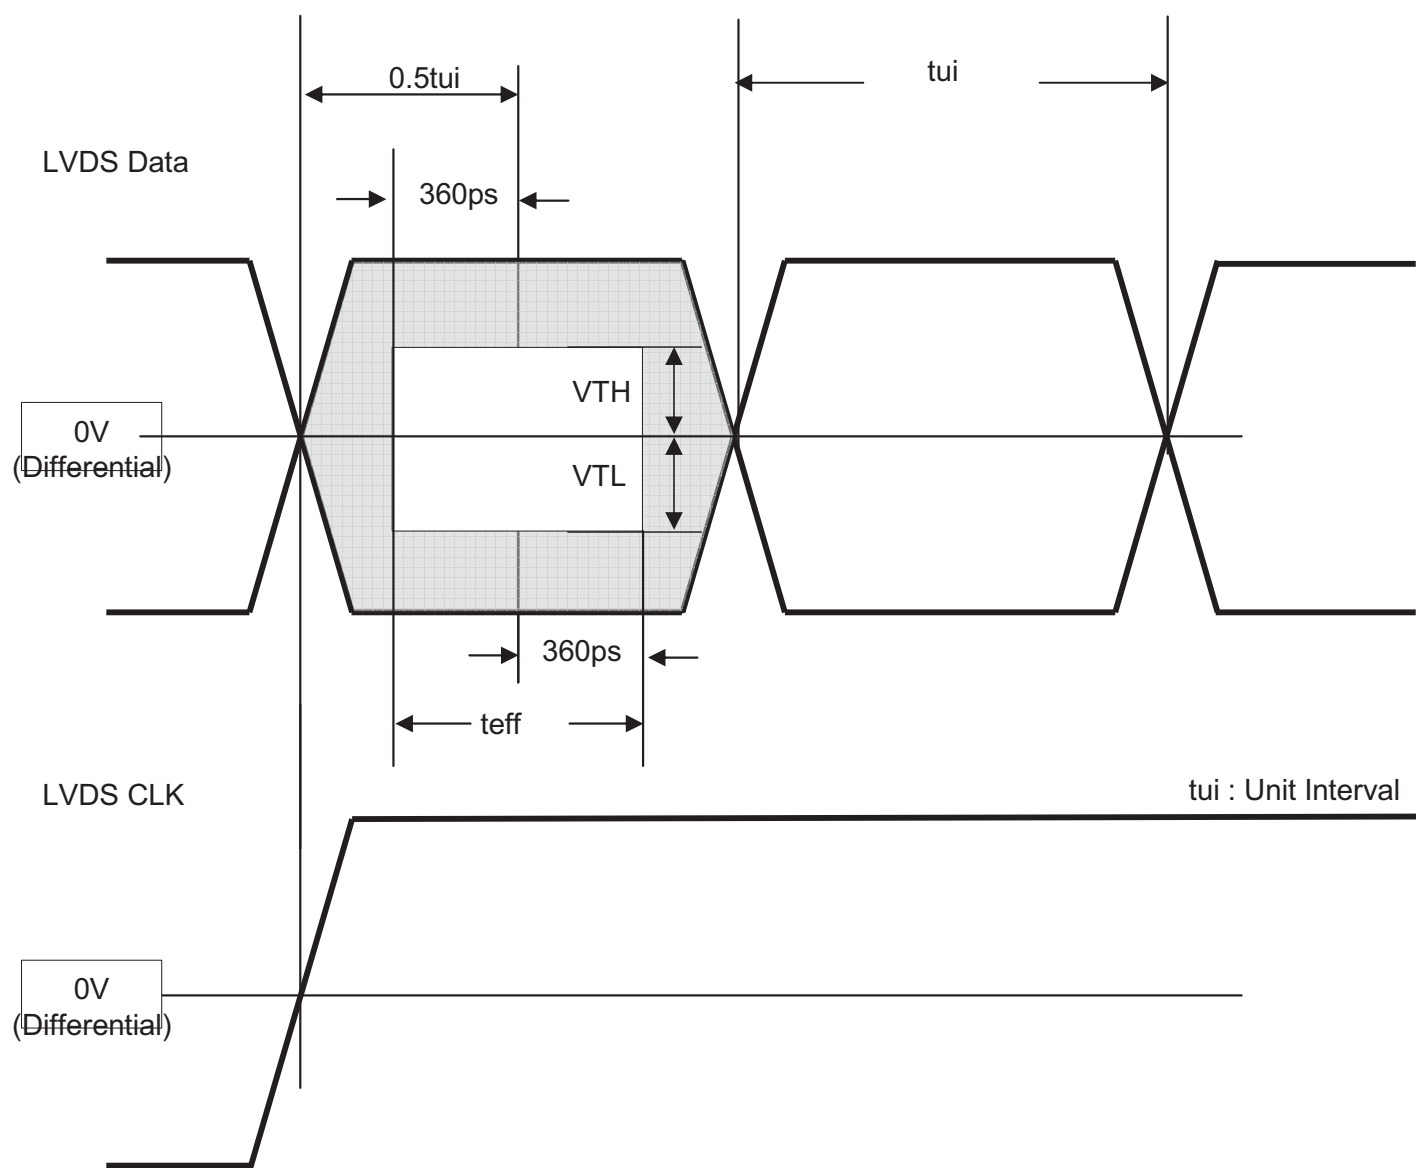 0.5tui
tui
LVDS Data
360ps
VTH
0V
(Differential)
VTL
360ps
teff
LVDS CLK
tui : Unit Interval
0V
(Differential)